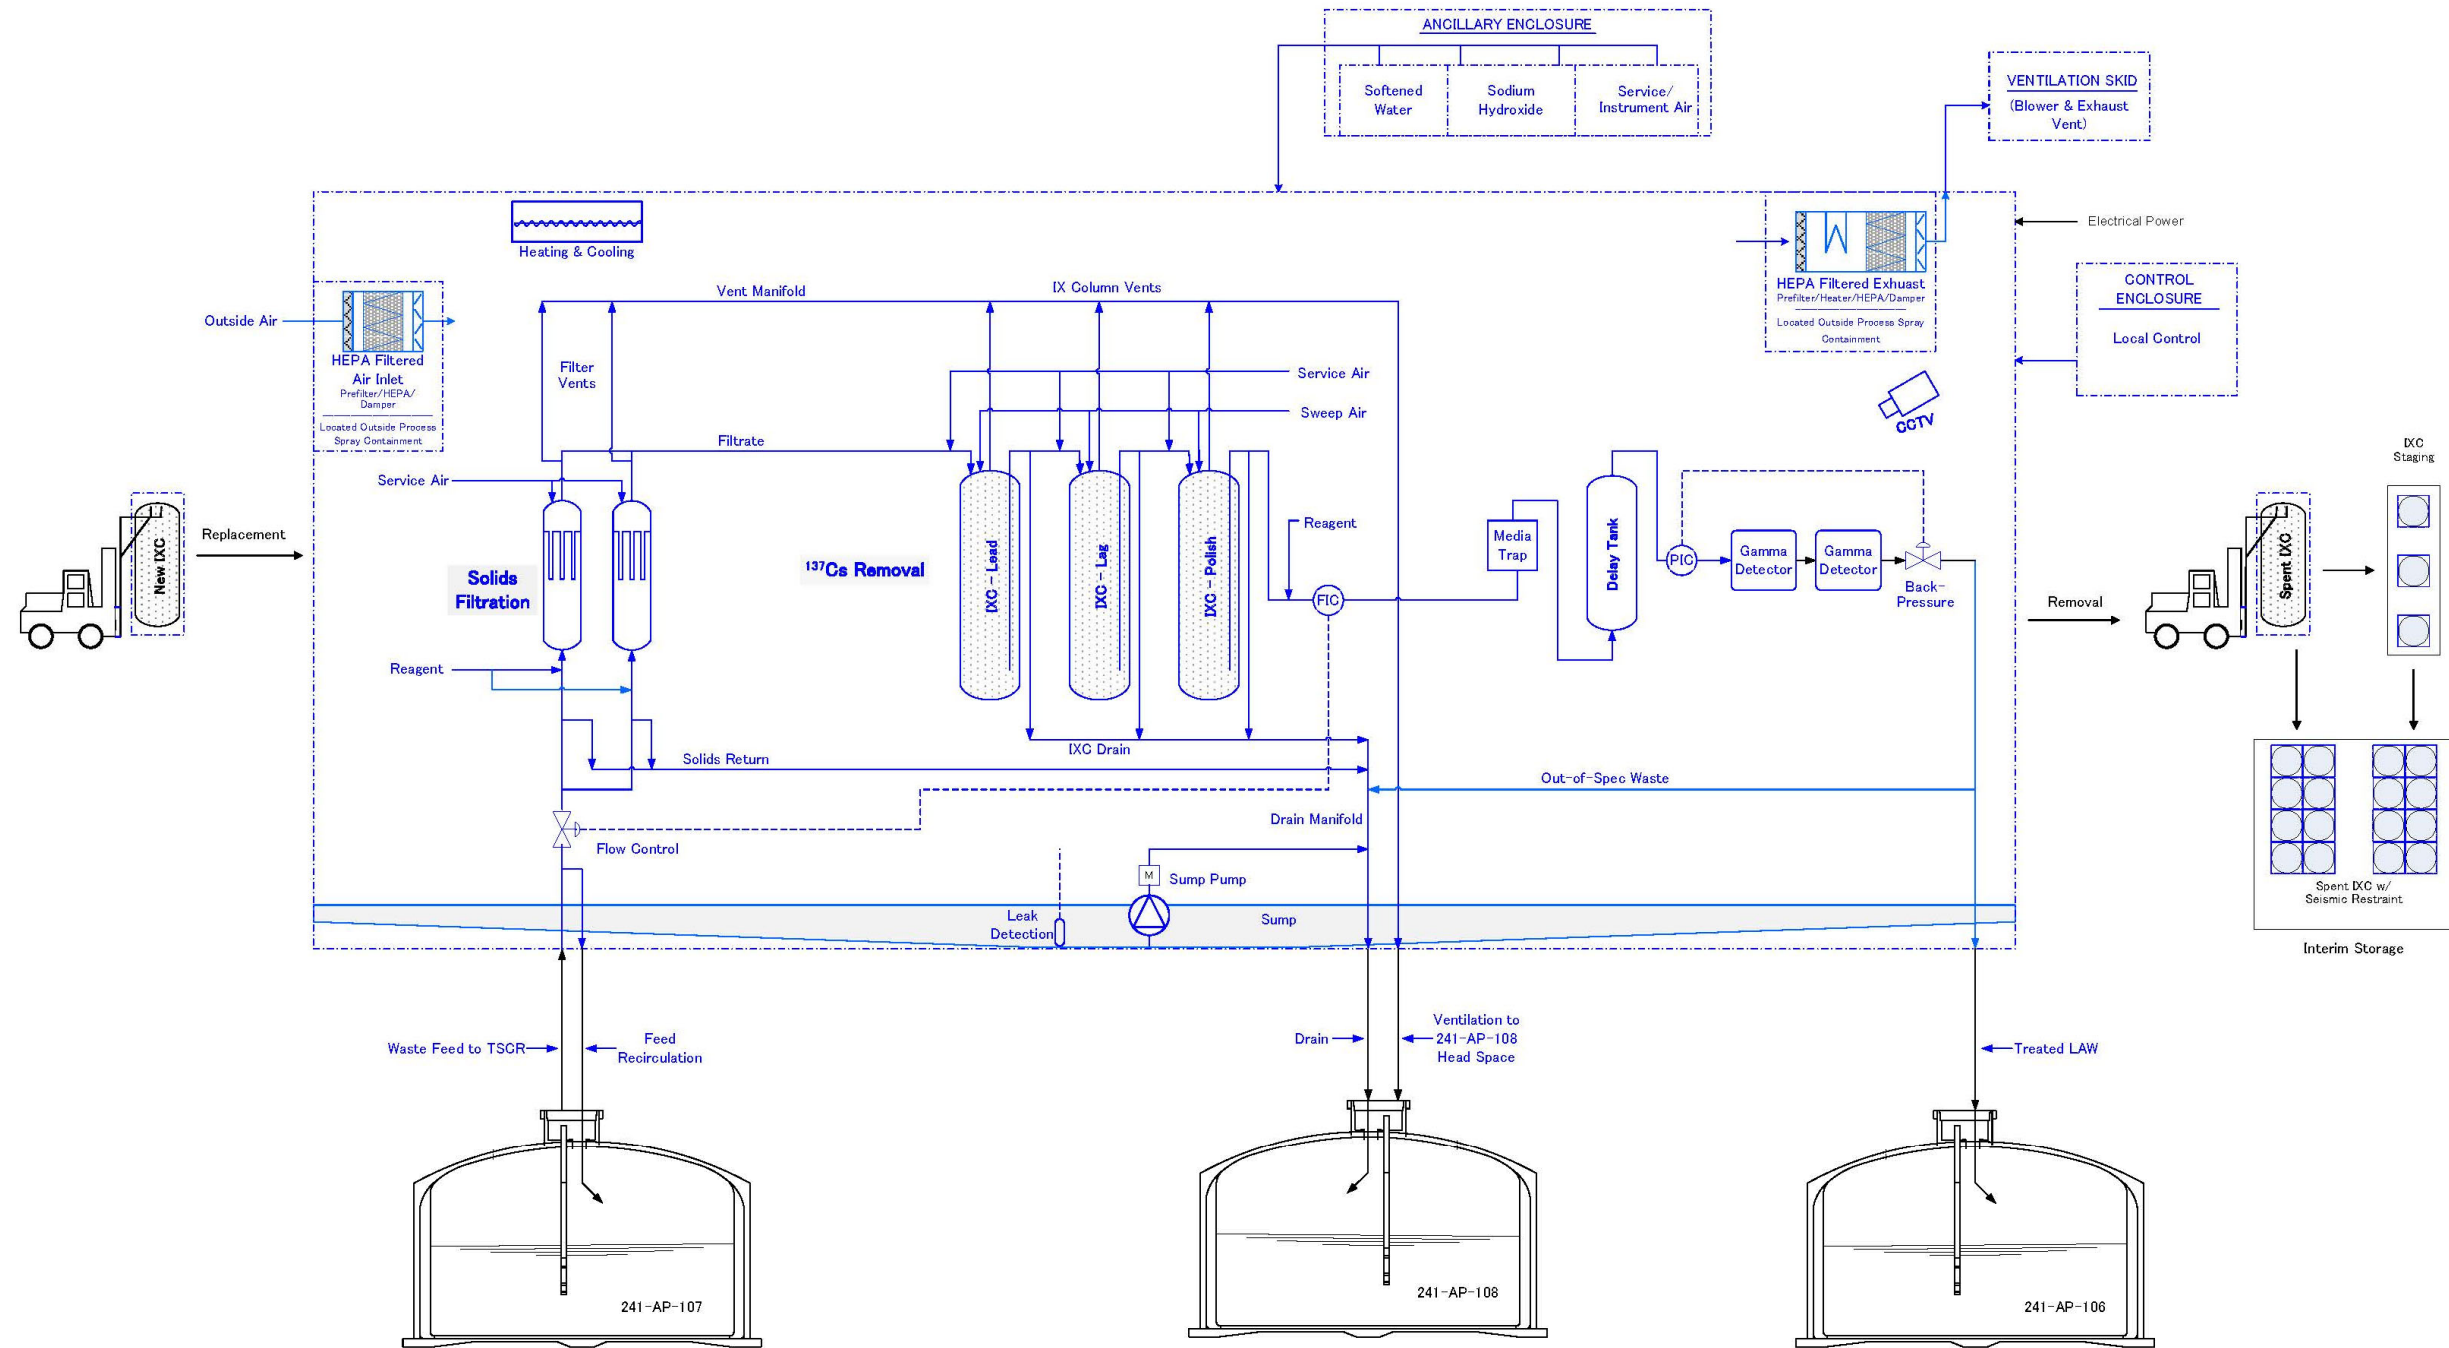 ANCILLARY ENCLOSURE
Softened
Water
Sodium
Hydroxide
Service/
Instrument Air
VENTILATION SKID
(Blower & Exhaust
Vent)
Heating & Cooling
HEPA Filtered Exhuast
Prefilter/Heater/HEPA/Damper
Located Outside Process Spray
Containment
Electrical Power
CONTROL
ENCLOSURE
Local Control
Outside Air
HEPA Filtered
Air Inlet
Prefilter/HEPA/
Damper
Located Outside Process
Spray Containment
Vent Manifold
IX Column Vents
Filter
Vents
Service Air
Sweep Air
Filtrate
Service Air
CCTV
IXC
Staging
New IXC
Replacement
Solids
Filtration
137Cs Removal
IXC - Lead
IXC - Lag
IXC - Polish
Reagent
FIC
Media
Trap
Delay Tank
PIC
Gamma
Detector
Gamma
Detector
Back-
Pressure
Removal
Spent IXC
Reagent
IXC Drain
Solids Return
Out-of-Spec Waste
Drain Manifold
Flow Control
M
Sump Pump
Leak
Detection
Sump
Spent IXC w/
Seismic Restraint
Interim Storage
Waste Feed to TSCR
Feed
Recirculation
Drain
Ventilation to
241-AP-108
Head Space
Treated LAW
241-AP-107
241-AP-108
241-AP-106